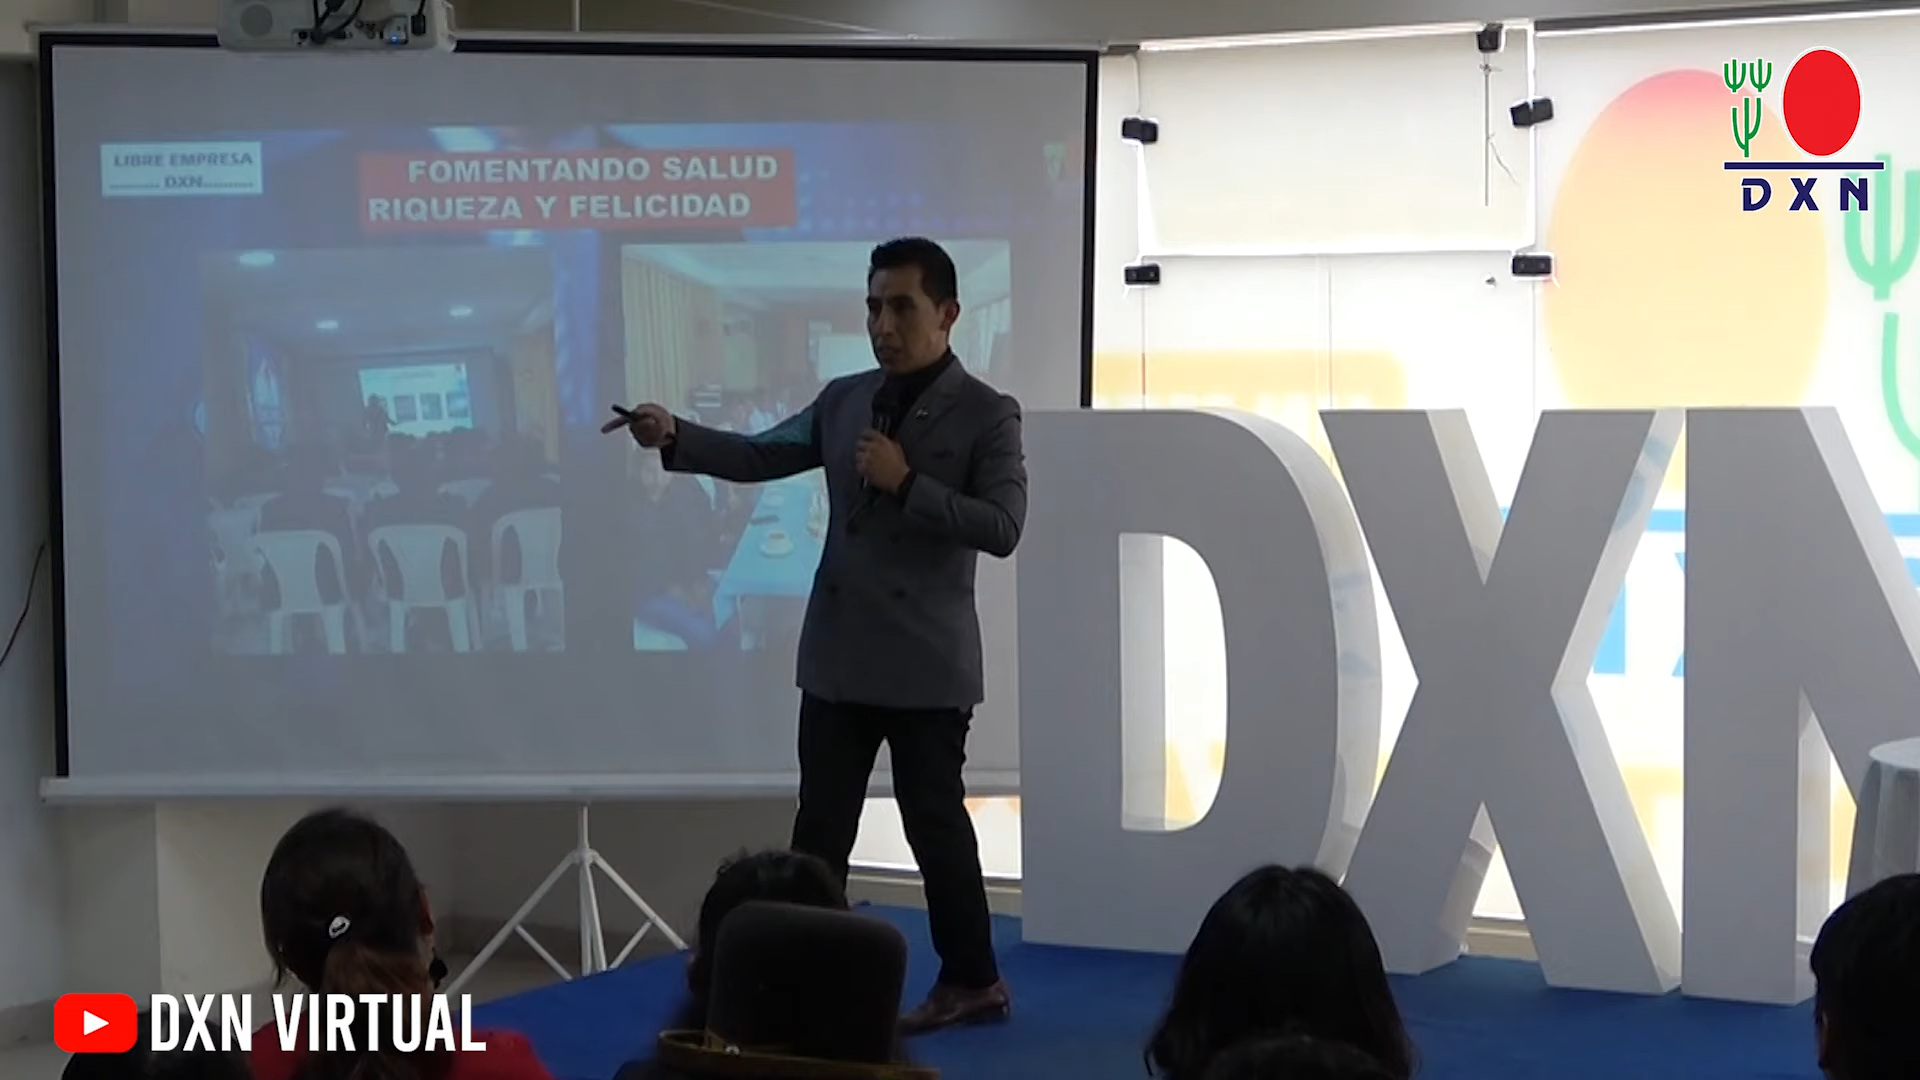 LIBRE EMPRESA
.......... DXN..........
FOMENTANDO SALUD
RIQUEZA Y FELICIDAD
DXN
DXN
DXN VIRTUAL